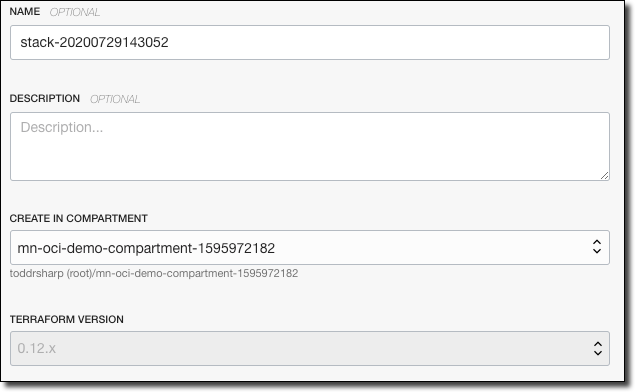 NAME OPTIONAL
stack-20200729143052
DESCRIPTION OPTIONAL
Description...
CREATE IN COMPARTMENT
mn-oci-demo-compartment-1595972182
toddrsharp (root)/mn-oci-demo-compartment-1595972182
TERRAFORM VERSION
0.12.x